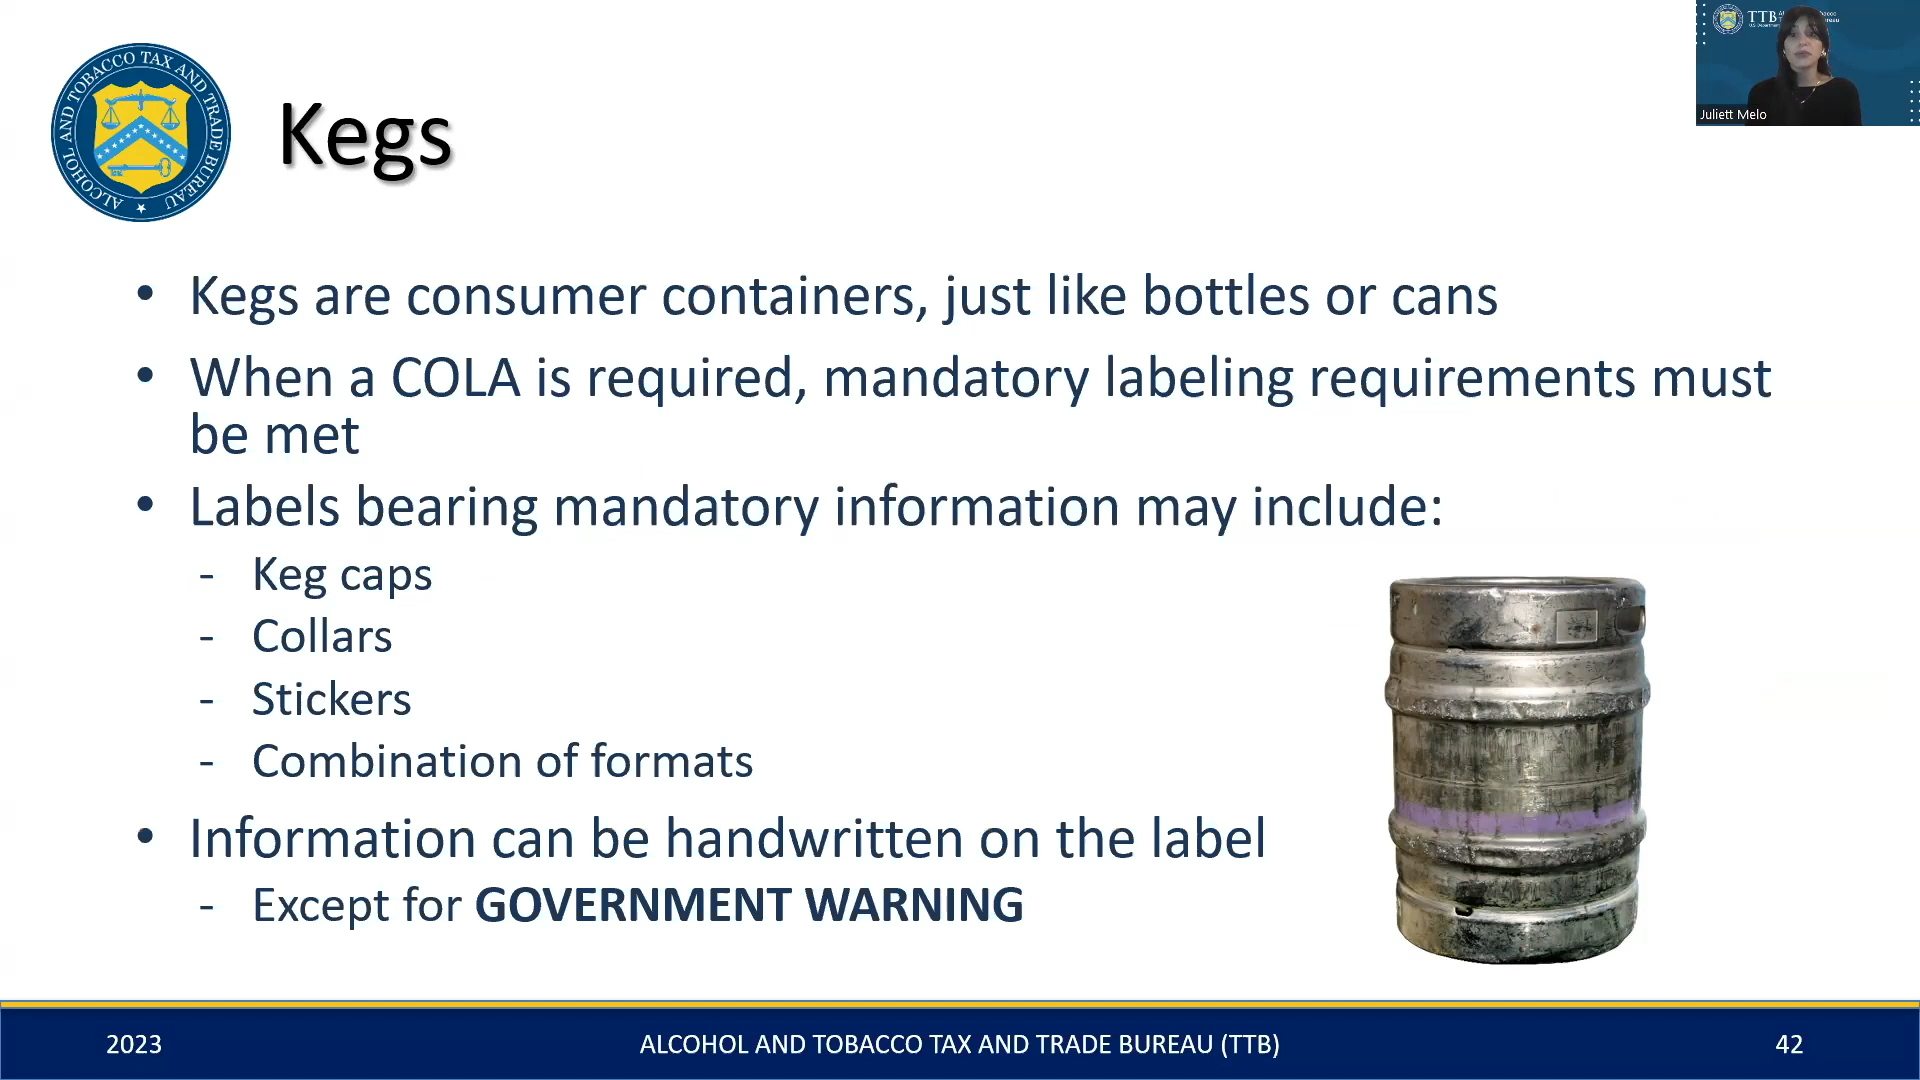 ALCOHOL AND TOBACCO TAX AND TRADE BUREAU
TTB
Juliett Melo
Kegs
• Kegs are consumer containers, just like bottles or cans
• When a COLA is required, mandatory labeling requirements must
be met
• Labels bearing mandatory information may include:
- Keg caps
- Collars
- Stickers
- Combination of formats
• Information can be handwritten on the label
- Except for GOVERNMENT WARNING
2023
ALCOHOL AND TOBACCO TAX AND TRADE BUREAU (TTB)
42